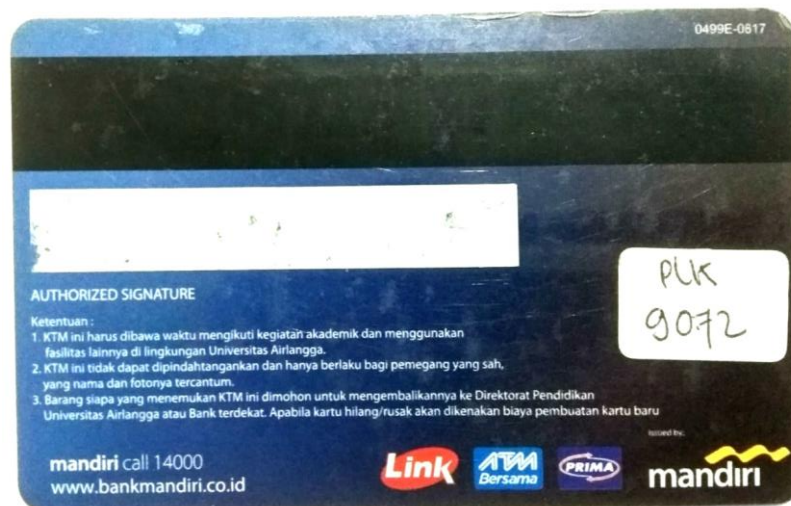 0499E-0817
AUTHORIZED SIGNATURE
PLK
9072
Ketentuan :
1. KTM ini harus dibawa waktu mengikuti kegiatan akademik dan menggunakan
fasilitas lainnya di lingkungan Universitas Airlangga.
2. KTM ini tidak dapat dipindahtangankan dan hanya berlaku bagi pemegang yang sah,
yang nama dan fotonya tercantum.
3. Barang siapa yang menemukan KTM ini dimohon untuk mengembalikannya ke Direktorat Pendidikan
Universitas Airlangga atau Bank terdekat. Apabila kartu hilang/rusak akan dikenakan biaya pembuatan kartu baru
issued by:
mandiri call 14000
www.bankmandiri.co.id
Link
ATM
Bersama
PRIMA
mandiri